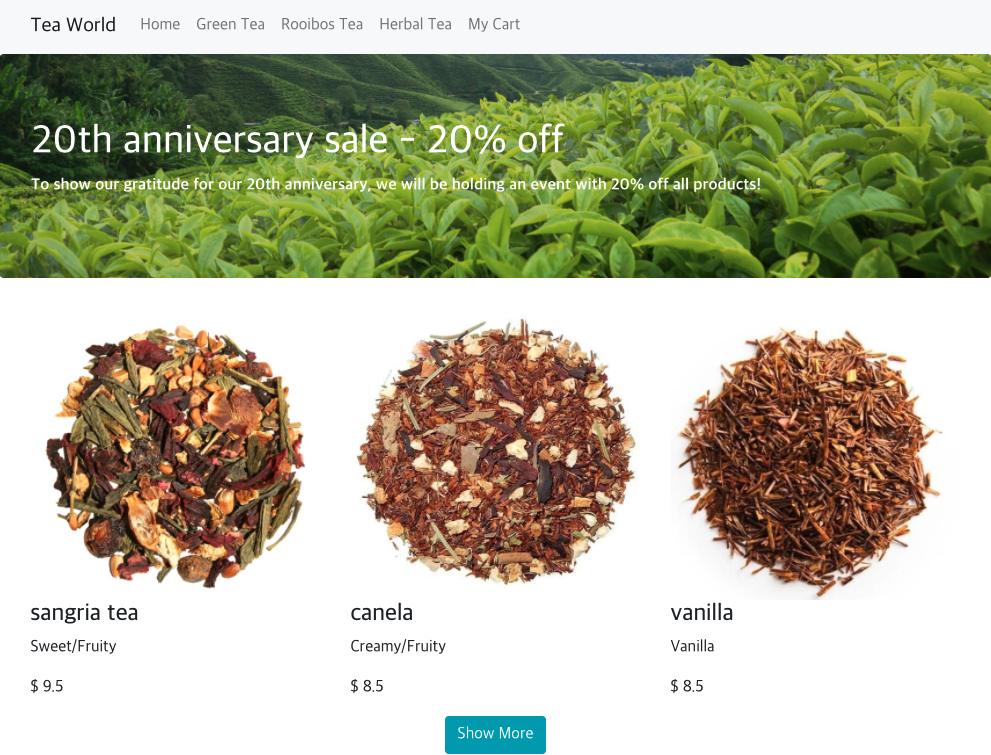 Tea World Home Green Tea Rooibos Tea Herbal Tea My Cart
20th anniversary sale - 20% off
To show our gratitude for our 20th anniversary, we will be holding an event with 20% off all products!
sangria tea
Sweet/Fruity
$ 9.5
canela
Creamy/Fruity
$ 8.5
vanilla
Vanilla
$ 8.5
Show More